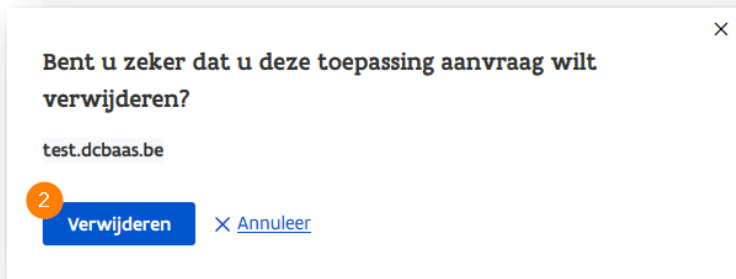 Bent u zeker dat u deze toepassing aanvraag wilt
verwijderen?
test.dcbaas.be
2
Verwijderen Annuleer